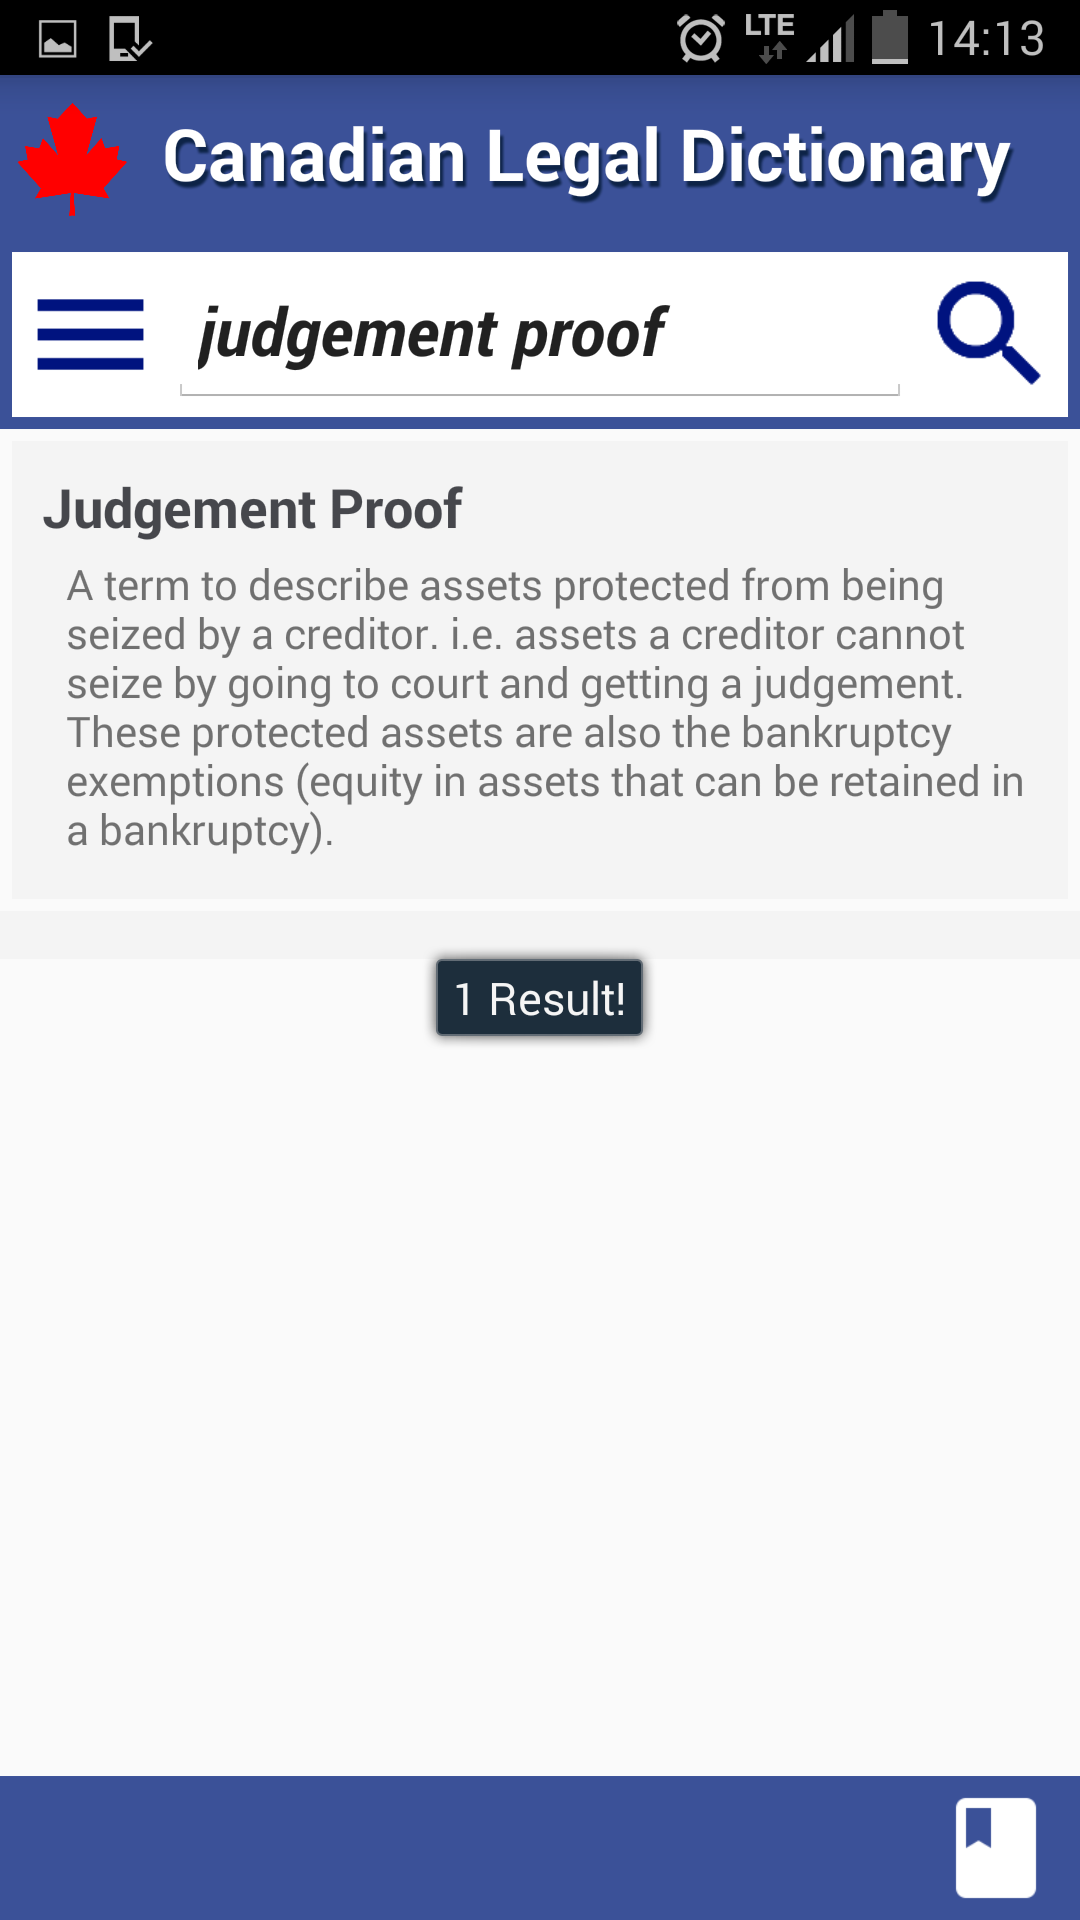 LTE 14:13
Canadian Legal Dictionary
judgement proof
Judgement Proof
A term to describe assets protected from being
seized by a creditor. i.e. assets a creditor cannot
seize by going to court and getting a judgement.
These protected assets are also the bankruptcy
exemptions (equity in assets that can be retained in
a bankruptcy).
1 Result!